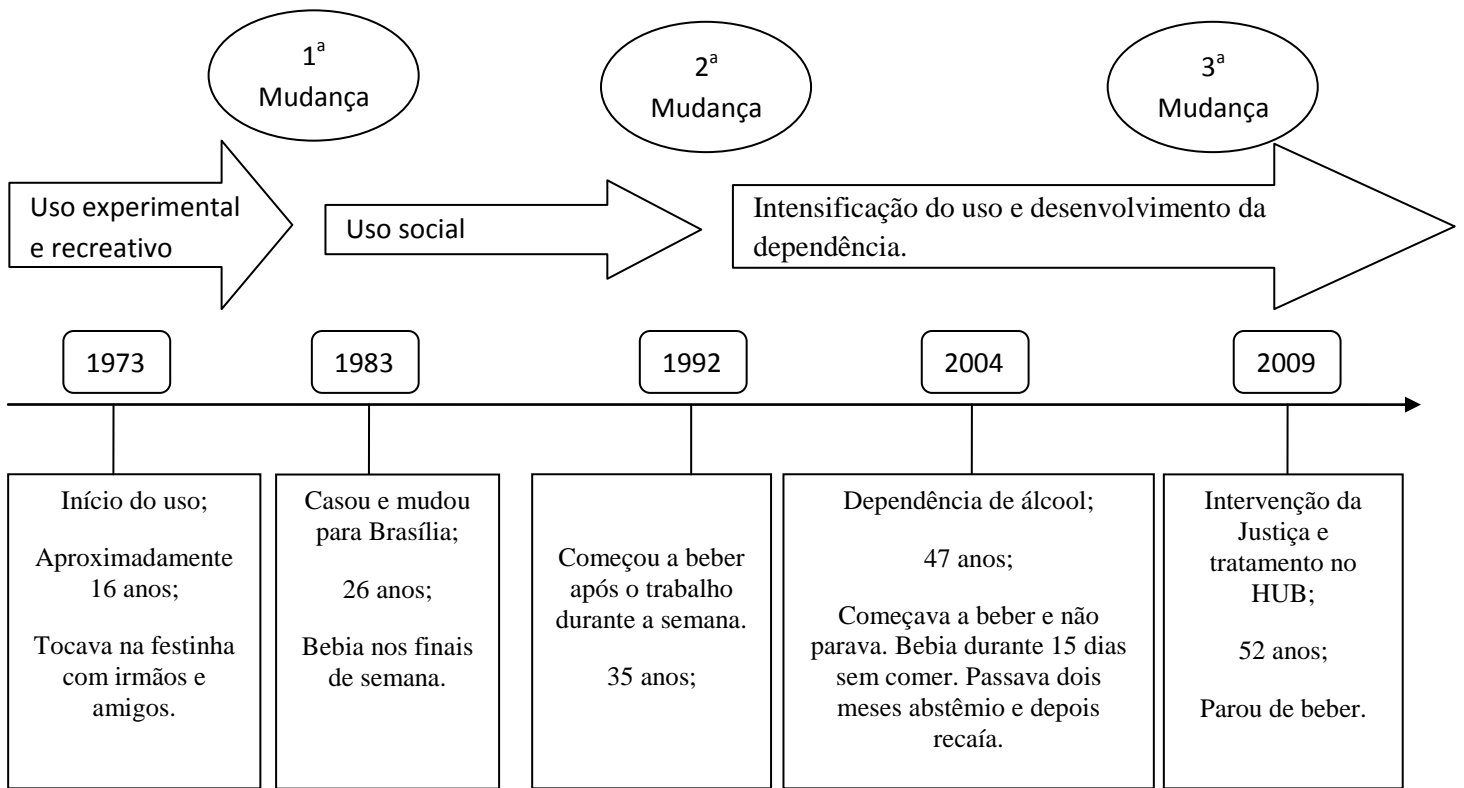 1ª
Mudança
2ª
Mudança
3ª
Mudança
Uso experimental
e recreativo
Uso social
Intensificação do uso e desenvolvimento da
dependência.
1973
1983
1992
2004
2009
Início do uso;
Aproximadamente
16 anos;
Tocava na festinha
com irmãos e
amigos.
Casou e mudou
para Brasília;
26 anos;
Bebia nos finais
de semana.
Começou a beber
após o trabalho
durante a semana.
35 anos;
Dependência de álcool;
47 anos;
Começava a beber e não
parava. Bebia durante 15 dias
sem comer. Passava dois
meses abstêmio e depois
recaía.
Intervenção da
Justiça e
tratamento no
HUB;
52 anos;
Parou de beber.